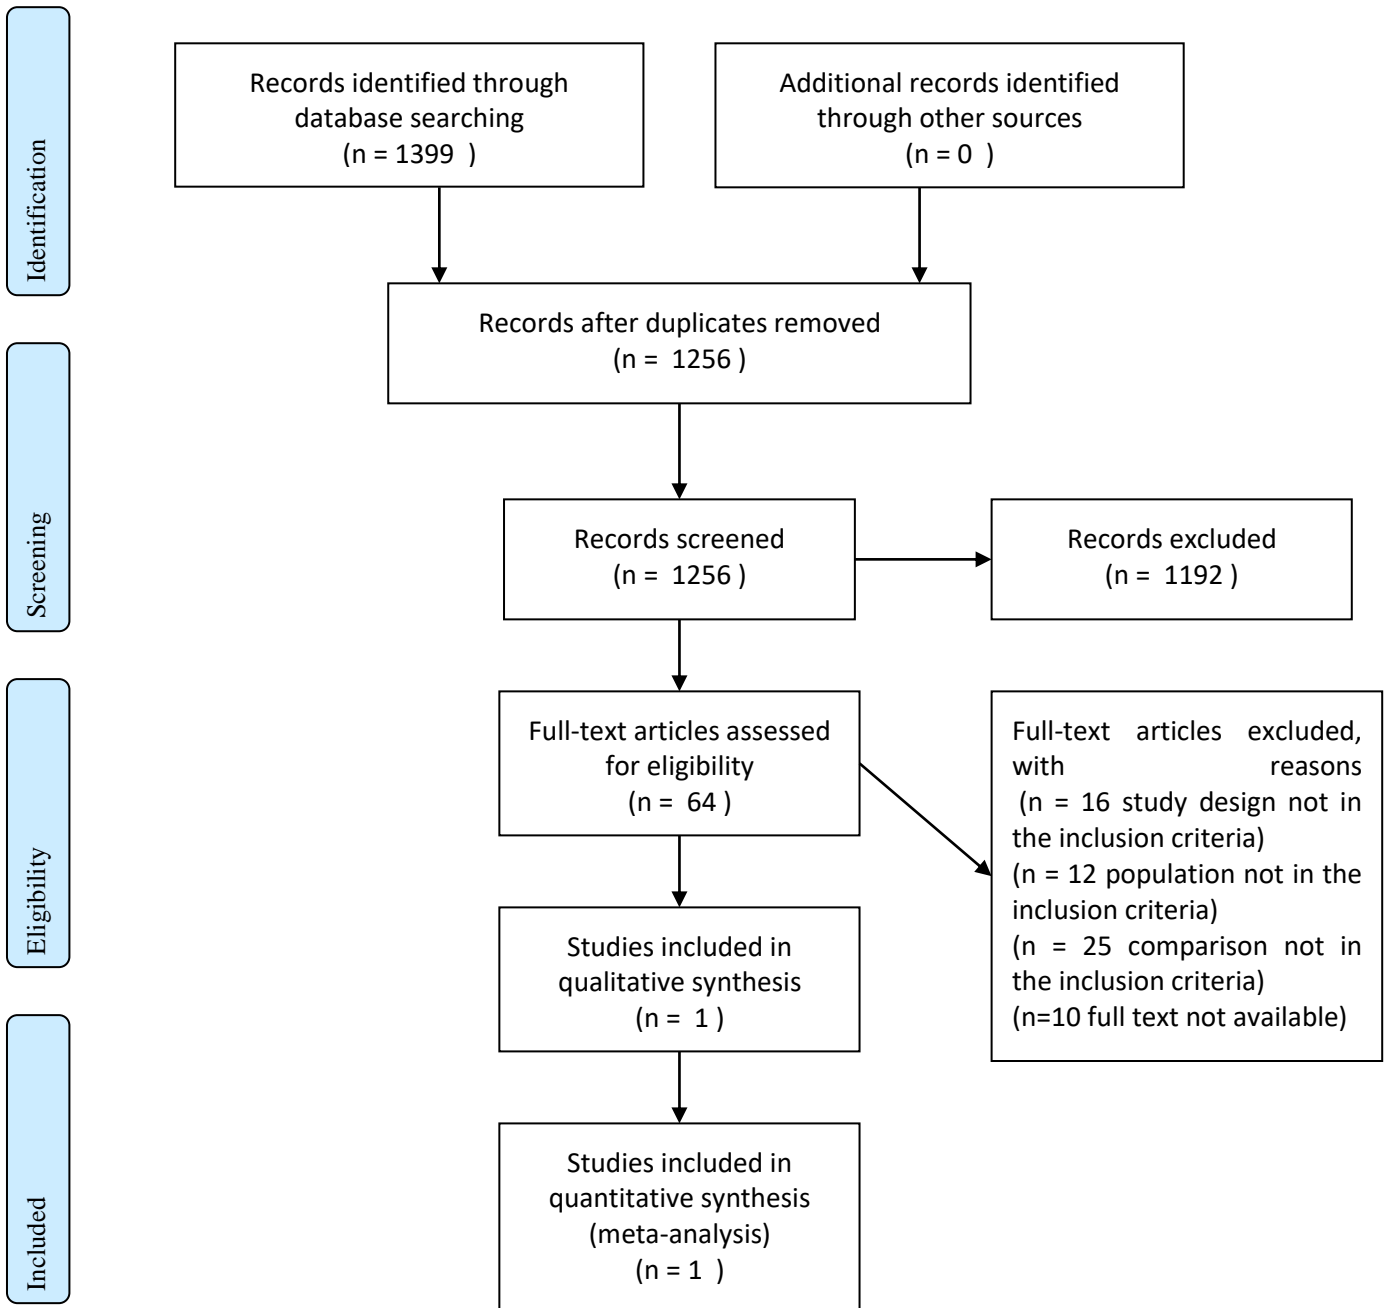 Identification
Records identified through
database searching
(n = 1399  )
Additional records identified
through other sources
(n = 0  )
Records after duplicates removed
(n =  1256 )
Screening
Records screened
(n =  1256 )
Records excluded
(n =  1192 )
Eligibility
Full-text articles assessed
for eligibility
(n =  64 )
Full-text articles excluded,
with reasons
(n = 16 study design not in
the inclusion criteria)
(n = 12 population not in the
inclusion criteria)
(n = 25 comparison not in
the inclusion criteria)
(n=10 full text not available)
Studies included in
qualitative synthesis
(n =  1 )
Included
Studies included in
quantitative synthesis
(meta-analysis)
(n = 1  )